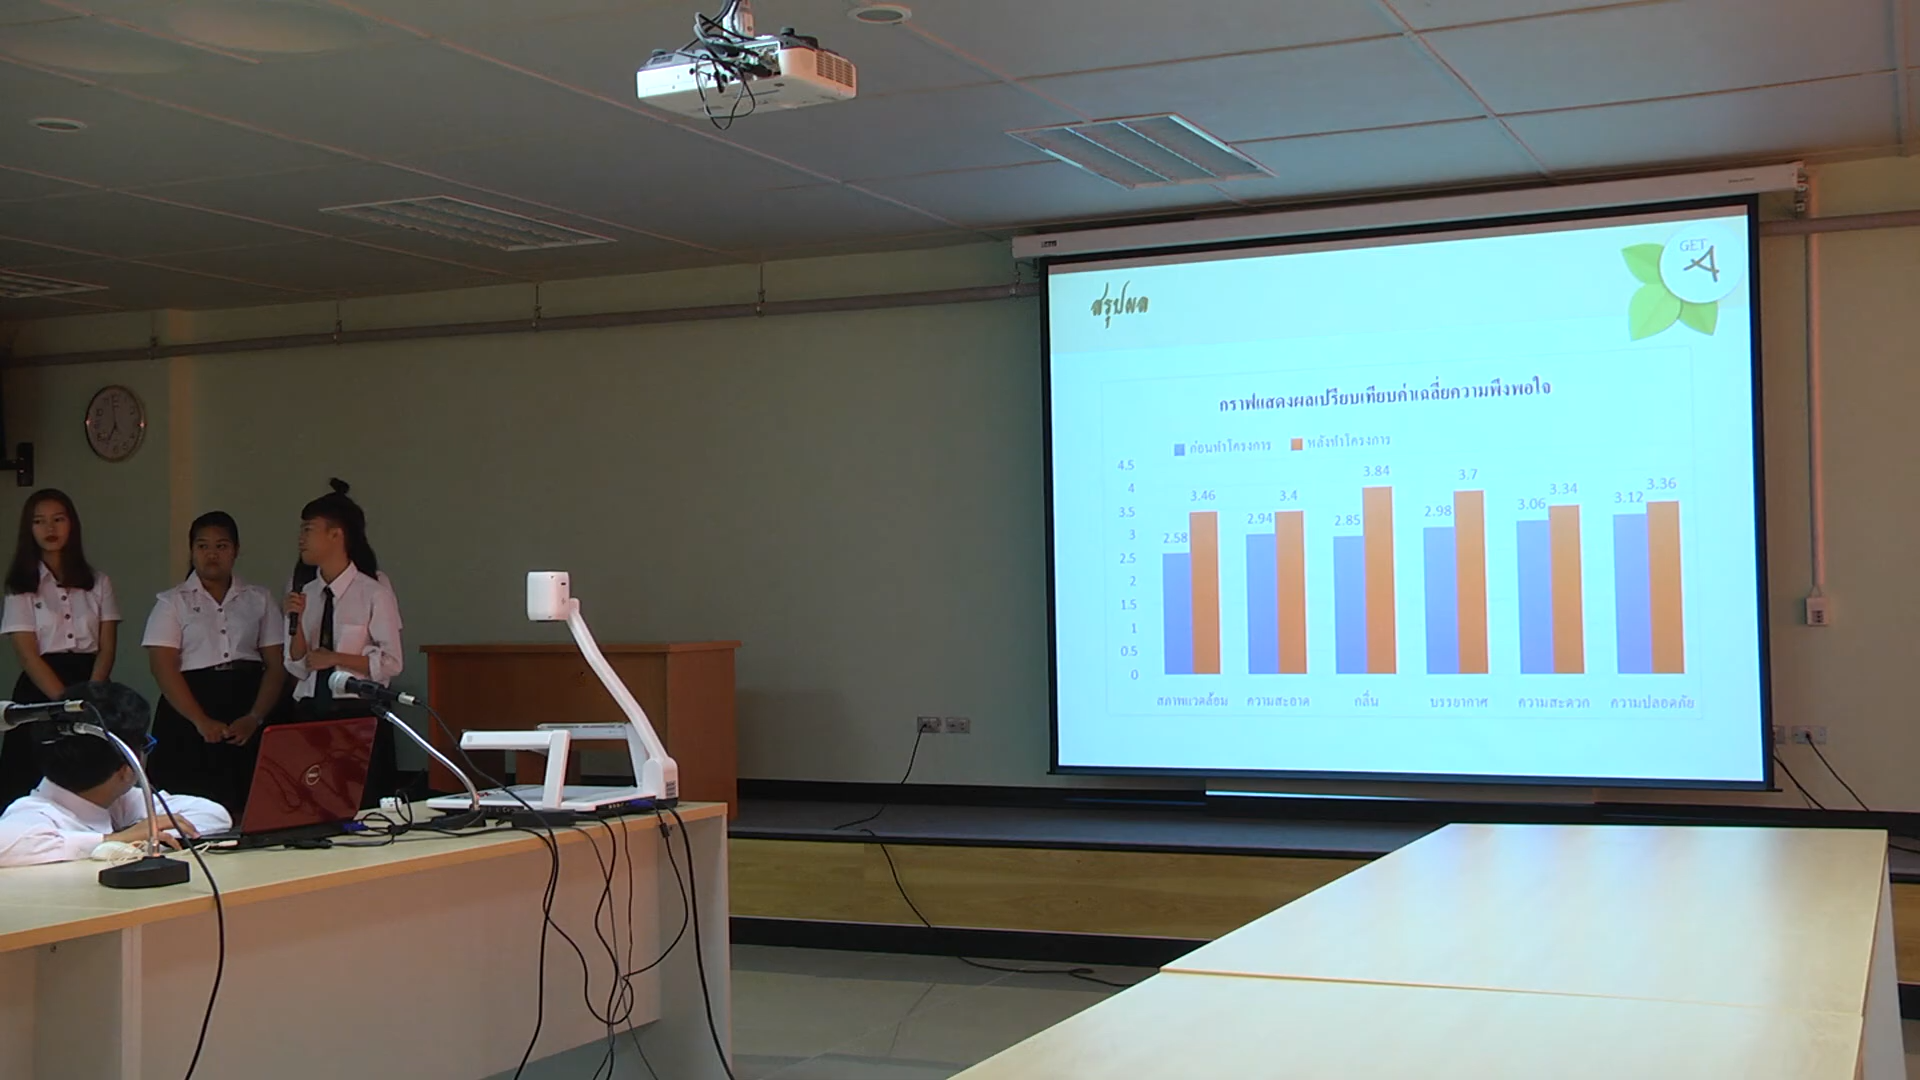 GET
A
สรุปผล
กราฟแสดงผลเปรียบเทียบค่าเฉลี่ยความพึงพอใจ
ก่อนทำโครงการ หลังทำโครงการ
4.5
4
3.5
3
2.5
2
1.5
1
0.5
0
2.58 3.46 2.94 3.4 2.85 3.84 2.98 3.7 3.06 3.34 3.12 3.36
สภาพแวดล้อม ความสะอาด กลิ่น บรรยากาศ ความสะดวก ความปลอดภัย
DELL